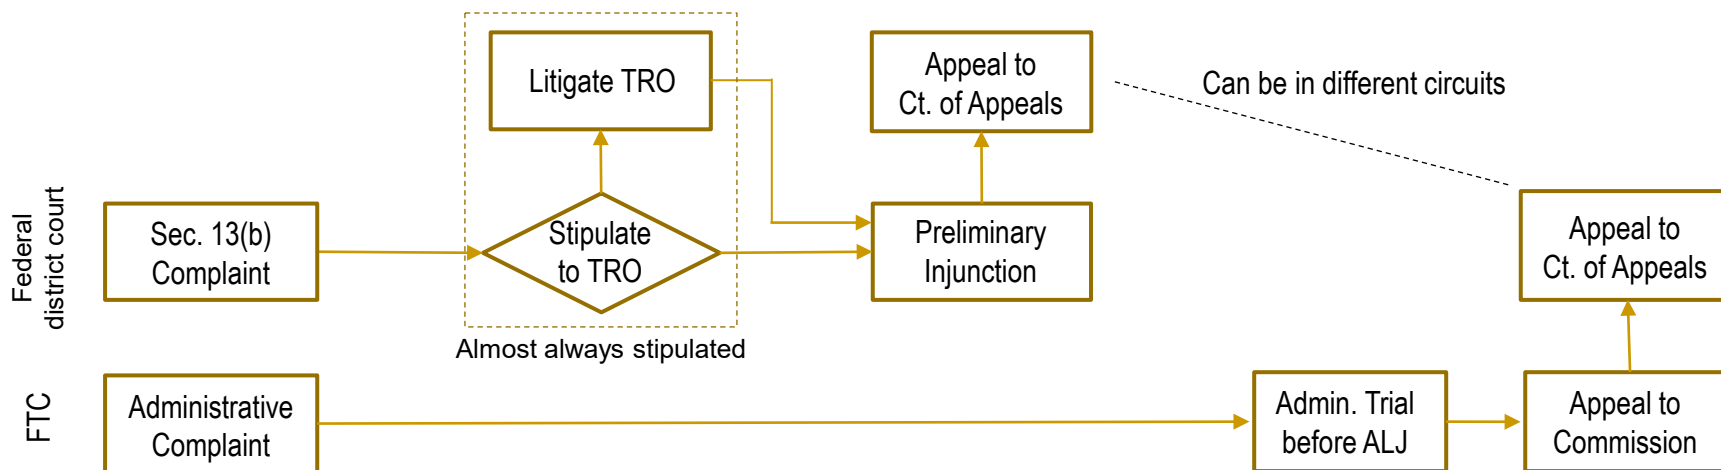 Federal
district court
Sec. 13(b)
Complaint
Litigate TRO
Stipulate
to TRO
Almost always stipulated
Appeal to
Ct. of Appeals
Preliminary
Injunction
Can be in different circuits
Appeal to
Ct. of Appeals
FTC
Administrative
Complaint
Admin. Trial
before ALJ
Appeal to
Commission